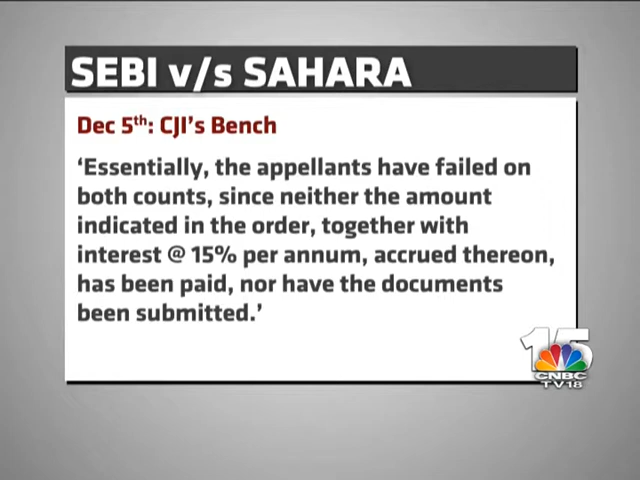 SEBI v/s SAHARA
Dec 5th: CJI's Bench
‘Essentially, the appellants have failed on
both counts, since neither the amount
indicated in the order, together with
interest @ 15% per annum, accrued thereon,
has been paid, nor have the documents
been submitted.’
15
CNBC
TV18